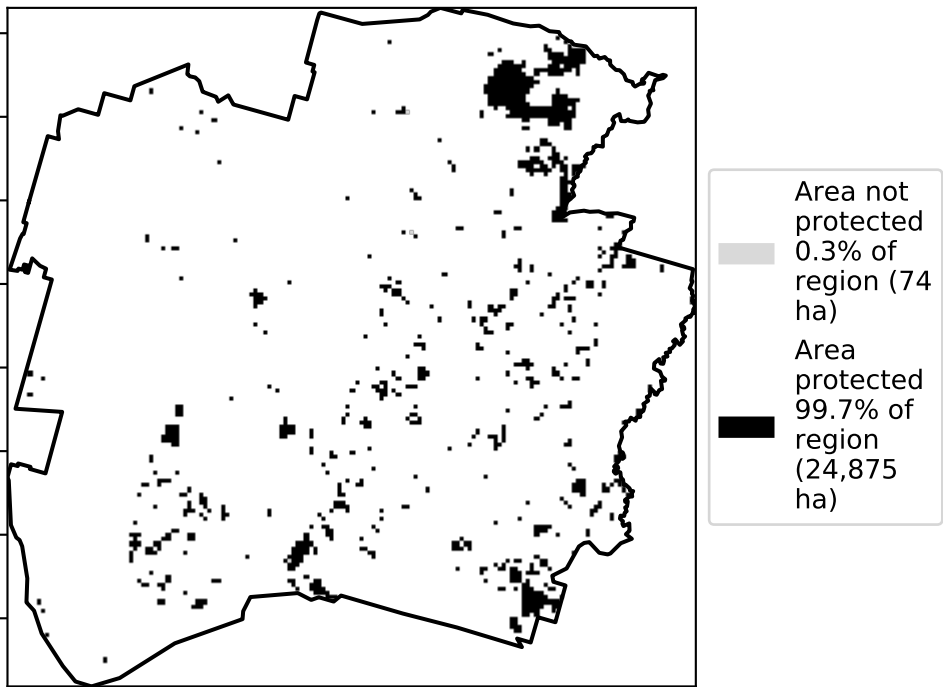 Area not
protected
0.3% of
region (74
ha)
Area
protected
99.7% of
region
(24,875
ha)